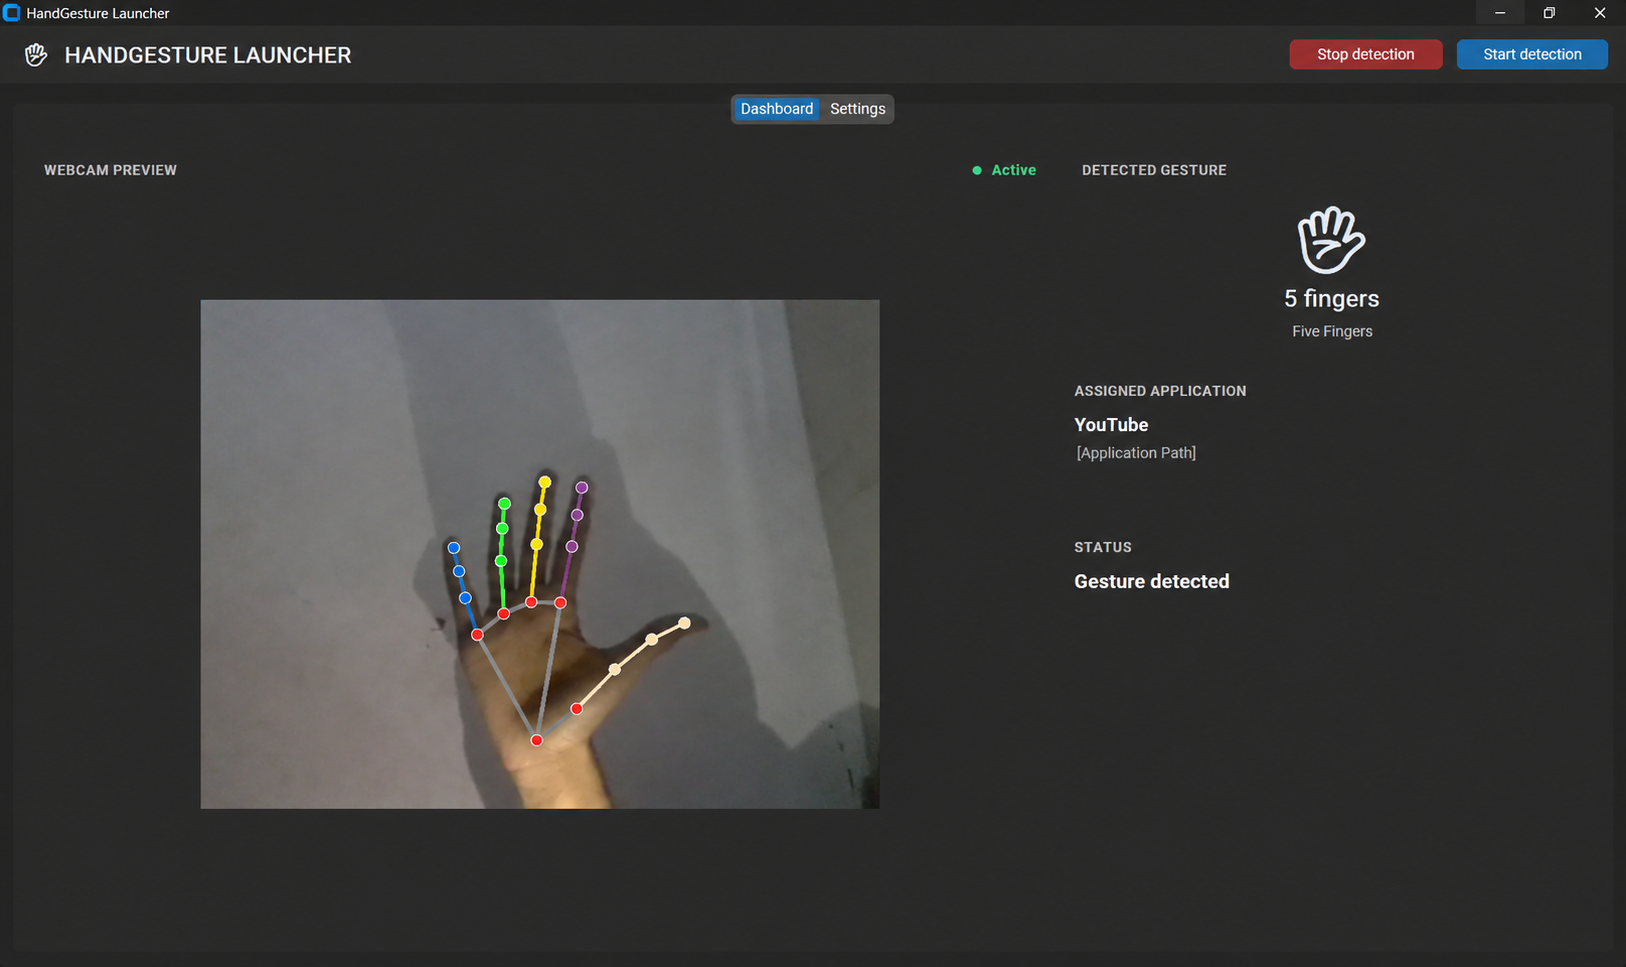 HandGesture Launcher
HANDGESTURE LAUNCHER
Stop detection
Start detection
Dashboard
Settings
WEBCAM PREVIEW
Active
DETECTED GESTURE
5 fingers
Five Fingers
ASSIGNED APPLICATION
YouTube
[Application Path]
STATUS
Gesture detected